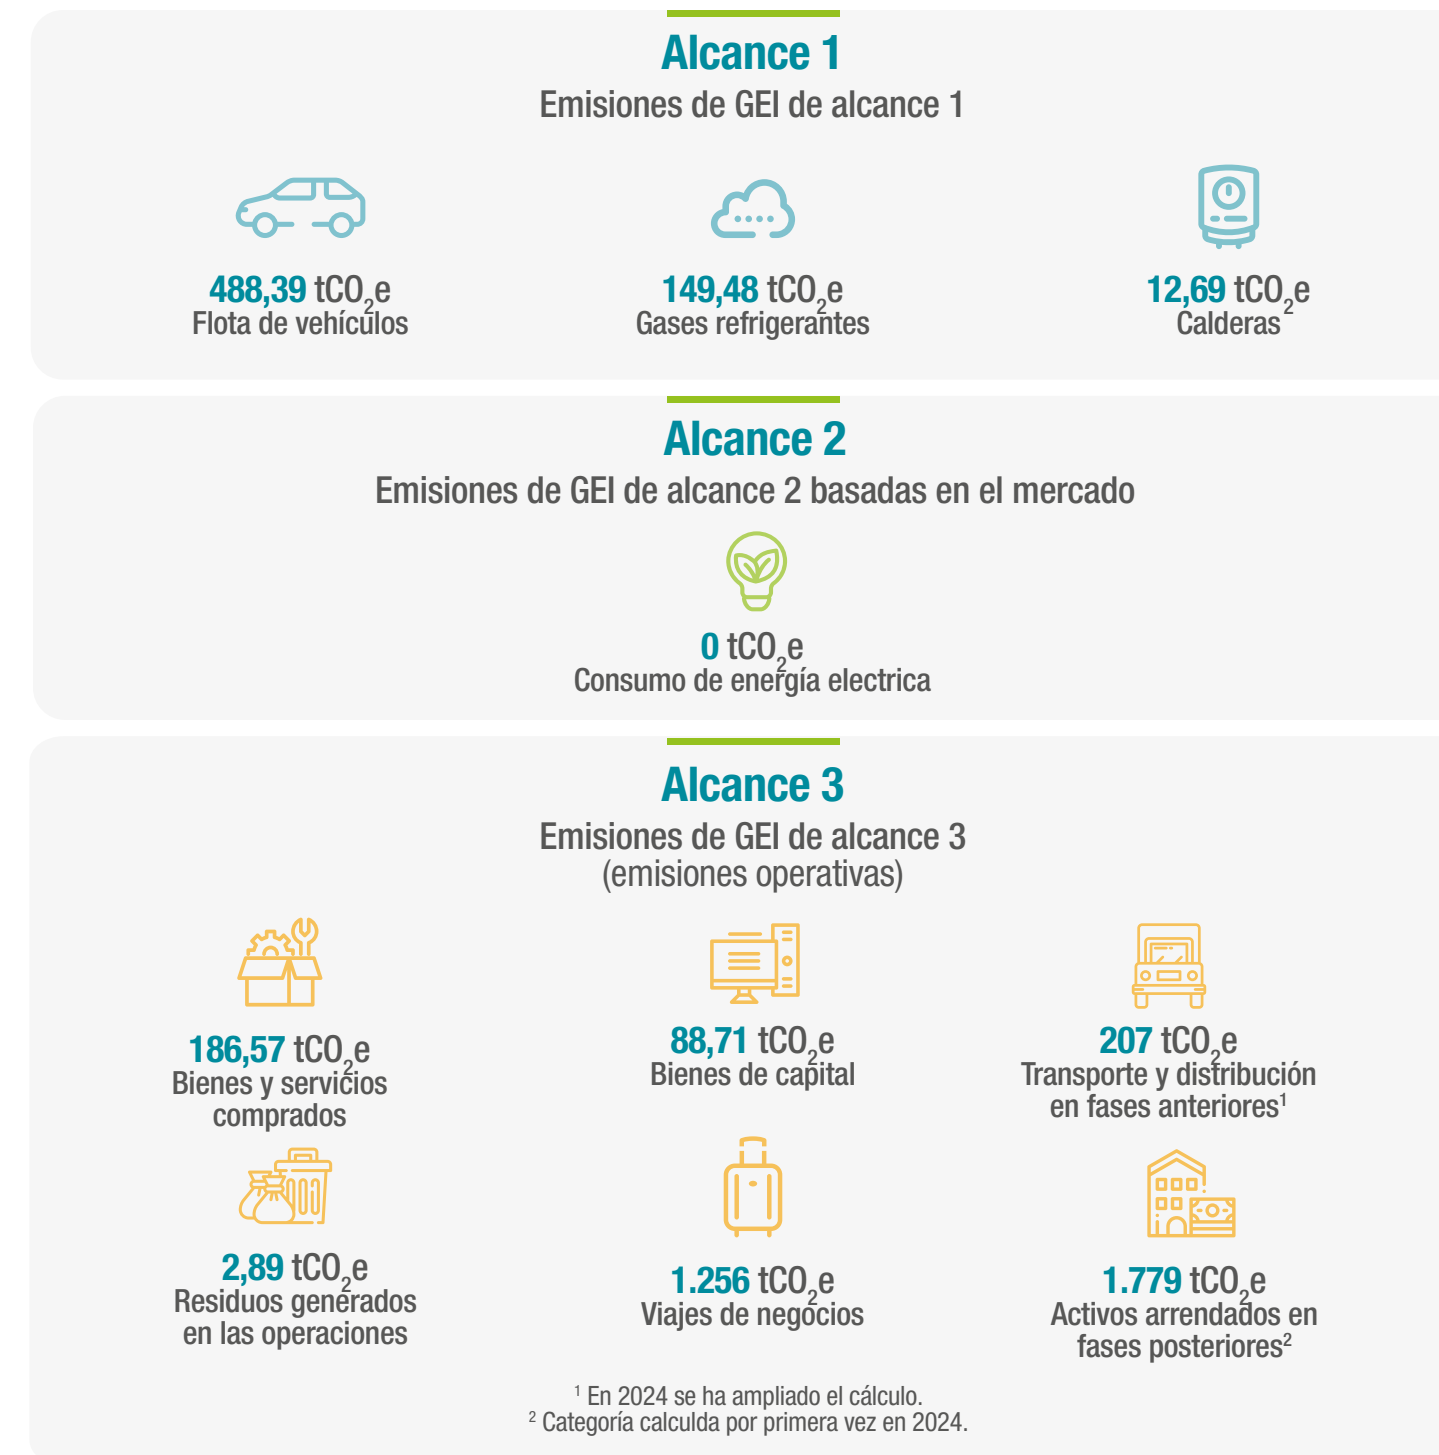 Alcance 1
Emisiones de GEI de alcance 1
488,39 tCO₂e
Flota de vehículos
149,48 tCO₂e
Gases refrigerantes
12,69 tCO₂e
Calderas
Alcance 2
Emisiones de GEI de alcance 2 basadas en el mercado
0 tCO₂e
Consumo de energía electrica
Alcance 3
Emisiones de GEI de alcance 3
(emisiones operativas)
186,57 tCO₂e
Bienes y servicios
comprados
88,71 tCO₂e
Bienes de capital
207 tCO₂e
Transporte y distribución
en fases anteriores¹
2,89 tCO₂e
Residuos generados
en las operaciones
1.256 tCO₂e
Viajes de negocios
1.779 tCO₂e
Activos arrendados en
fases posteriores²
¹ En 2024 se ha ampliado el cálculo.
² Categoría calculda por primera vez en 2024.